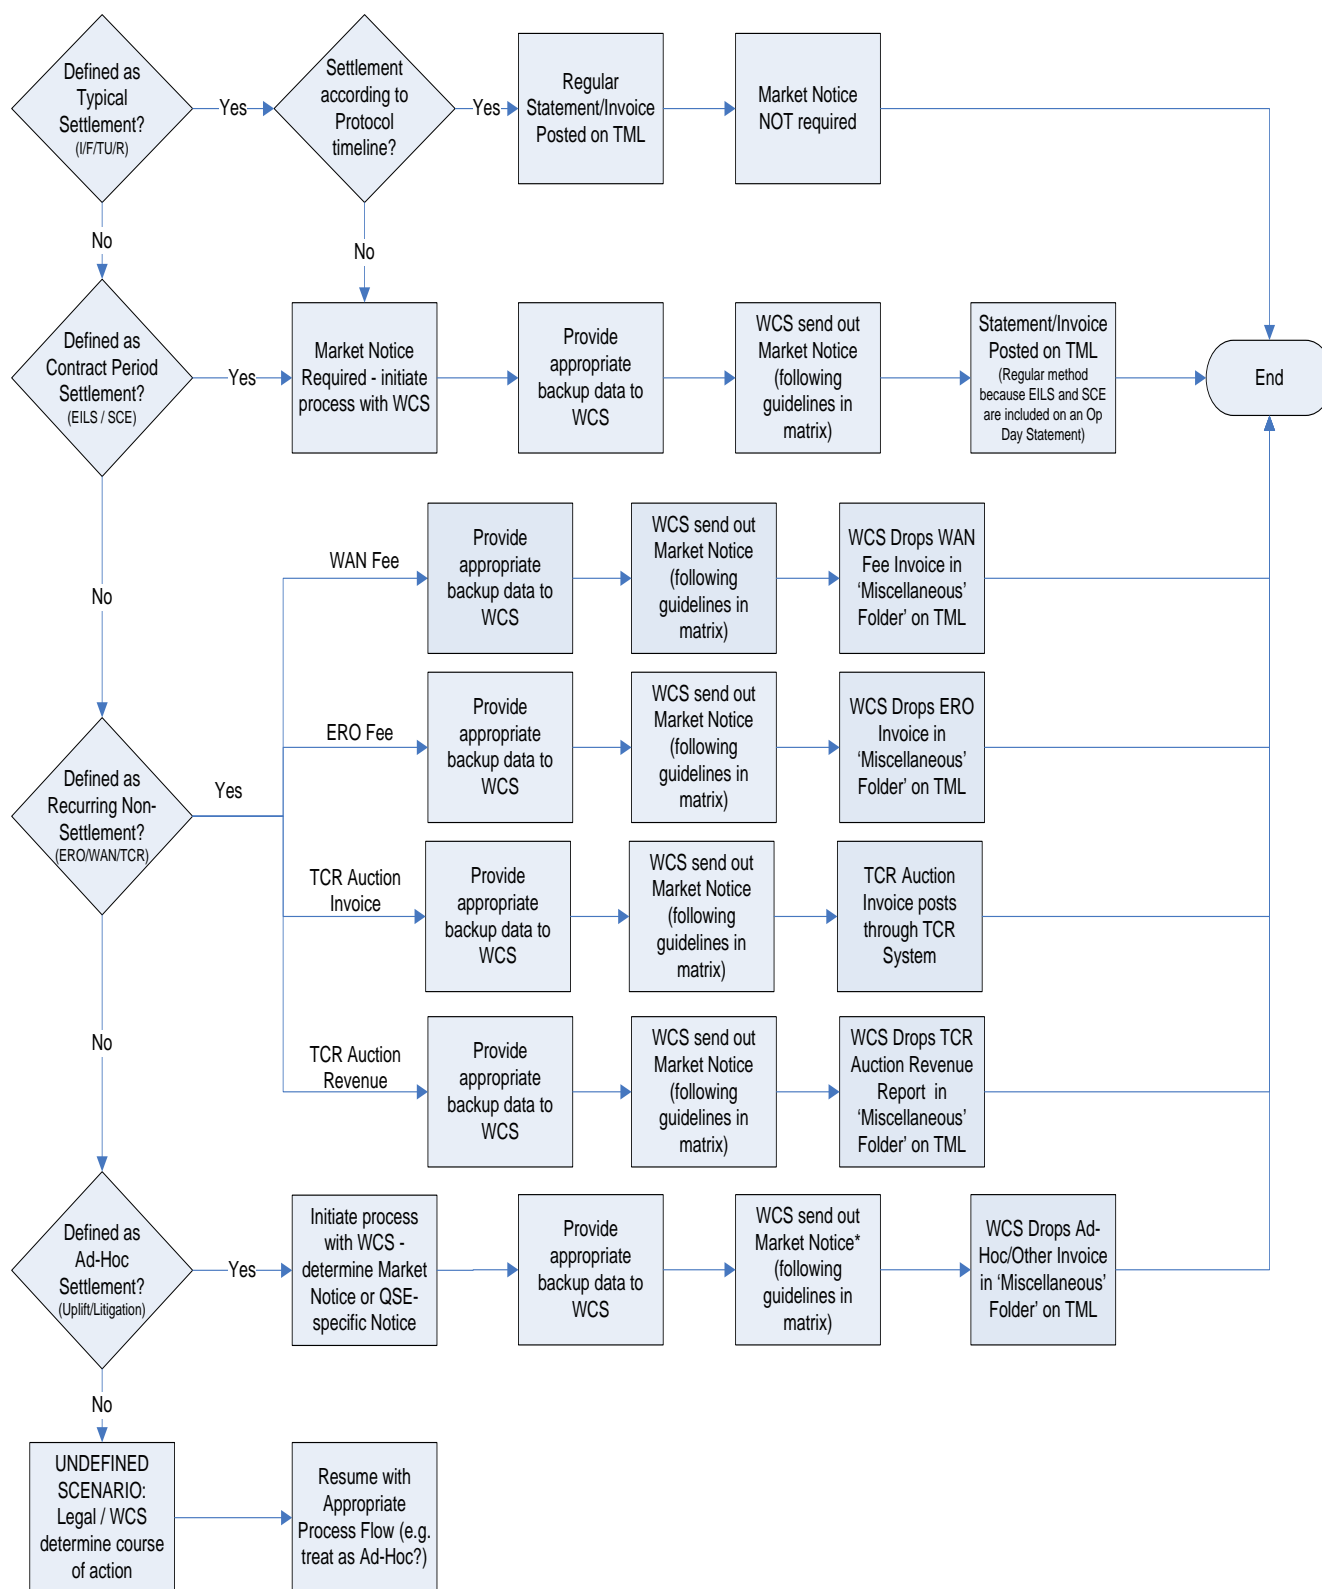 Defined as
Typical
Settlement?
(I/F/TU/R)
Yes
Settlement
according to
Protocol
timeline?
Yes
Regular
Statement/Invoice
Posted on TML
Market Notice
NOT required
No
No
Defined as
Contract Period
Settlement?
(EILS / SCE)
Yes
Market Notice
Required - initiate
process with WCS
Provide
appropriate
backup data to
WCS
WCS send out
Market Notice
(following
guidelines in
matrix)
Statement/Invoice
Posted on TML
(Regular method
because EILS and SCE
are included on an Op
Day Statement)
End
No
WAN Fee
Provide
appropriate
backup data to
WCS
WCS send out
Market Notice
(following
guidelines in
matrix)
WCS Drops WAN
Fee Invoice in
‘Miscellaneous’
Folder’ on TML
ERO Fee
Provide
appropriate
backup data to
WCS
WCS send out
Market Notice
(following
guidelines in
matrix)
WCS Drops ERO
Invoice in
‘Miscellaneous’
Folder’ on TML
Defined as
Recurring Non-
Settlement?
(ERO/WAN/TCR)
Yes
TCR Auction
Invoice
Provide
appropriate
backup data to
WCS
WCS send out
Market Notice
(following
guidelines in
matrix)
TCR Auction
Invoice posts
through TCR
System
No
TCR Auction
Revenue
Provide
appropriate
backup data to
WCS
WCS send out
Market Notice
(following
guidelines in
matrix)
WCS Drops TCR
Auction Revenue
Report  in
‘Miscellaneous’
Folder’ on TML
Defined as
Ad-Hoc
Settlement?
(Uplift/Litigation)
Yes
Initiate process
with WCS -
determine Market
Notice or QSE-
specific Notice
Provide
appropriate
backup data to
WCS
WCS send out
Market Notice*
(following
guidelines in
matrix)
WCS Drops Ad-
Hoc/Other Invoice
in ‘Miscellaneous’
Folder’ on TML
No
UNDEFINED
SCENARIO:
Legal / WCS
determine course
of action
Resume with
Appropriate
Process Flow (e.g.
treat as Ad-Hoc?)